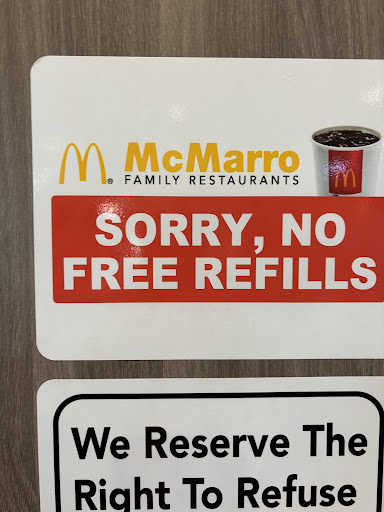 McMarro
FAMILY RESTAURANTS
SORRY, NO
FREE REFILLS
We Reserve The
Right To Refuse